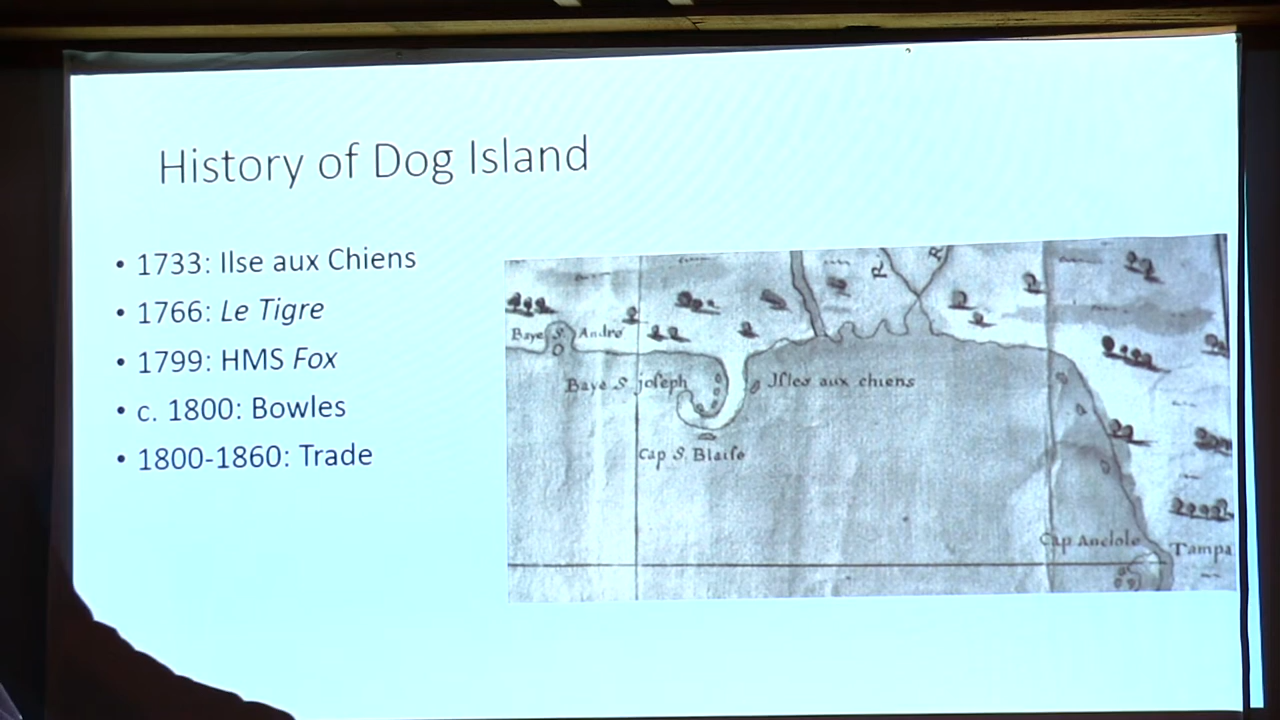 History of Dog Island
• 1733: Ilse aux Chiens
• 1766: Le Tigre
• 1799: HMS Fox
• c. 1800: Bowles
• 1800-1860: Trade
R.
R
Baye S. Andro
Baye S. joſeph
Iſles aux chiens
Cap S. Blaiſe
Cap Anclote
Tampa